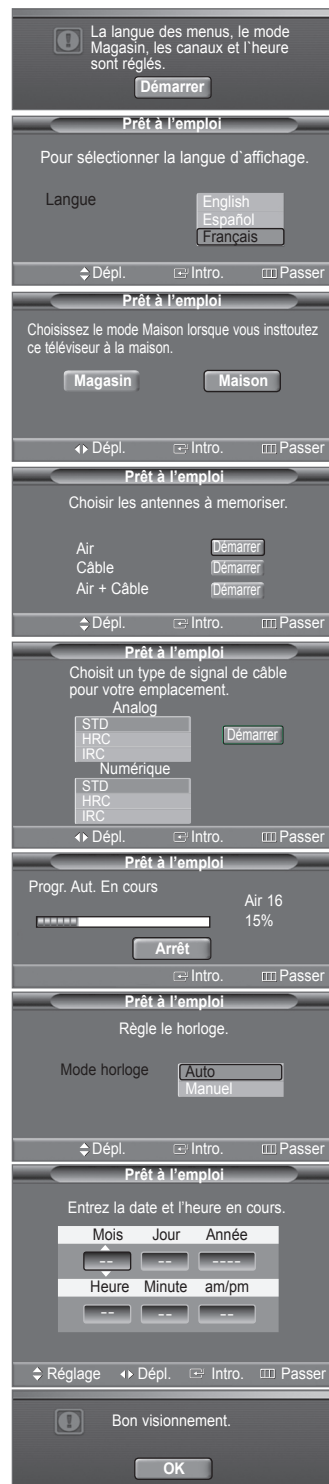 La langue des menus, le mode
Magasin, les canaux et l`heure
sont réglés.
Démarrer
Prêt à l'emploi
Pour sélectionner la langue d`affichage.
Langue
English
Español
Français
Dépl. Intro. Passer
Prêt à l'emploi
Choisissez le mode Maison lorsque vous insttoutez
ce téléviseur à la maison.
Magasin Maison
Dépl. Intro. Passer
Prêt à l'emploi
Choisir les antennes à memoriser.
Air Démarrer
Câble Démarrer
Air + Câble Démarrer
Dépl. Intro. Passer
Prêt à l'emploi
Choisit un type de signal de câble
pour votre emplacement.
Analog
STD
HRC Démarrer
IRC
Numérique
STD
HRC
IRC
Dépl. Intro. Passer
Prêt à l'emploi
Progr. Aut. En cours
Air 16
15%
Arrêt
Intro. Passer
Prêt à l'emploi
Règle le horloge.
Mode horloge Auto
Manuel
Dépl. Intro. Passer
Prêt à l'emploi
Entrez la date et l'heure en cours.
Mois Jour Année
-- -- ----
Heure Minute am/pm
-- -- --
Réglage Dépl. Intro. Passer
Bon visionnement.
OK